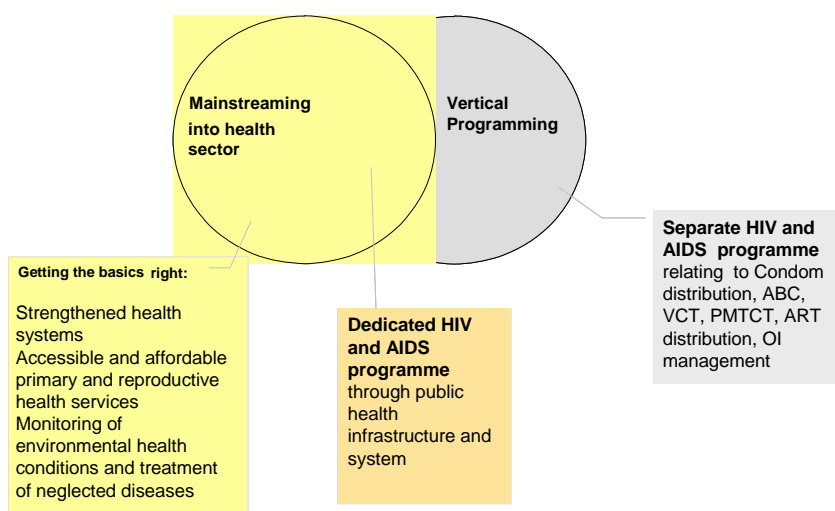 Mainstreaming
into health
sector
Vertical
Programming
Getting the basics right:
Strengthened health
systems
Accessible and affordable
primary and reproductive
health services
Monitoring of
environmental health
conditions and treatment
of neglected diseases
Dedicated HIV
and AIDS
programme
through public
health
infrastructure and
system
Separate HIV and
AIDS programme
relating to Condom
distribution, ABC,
VCT, PMTCT, ART
distribution, OI
management